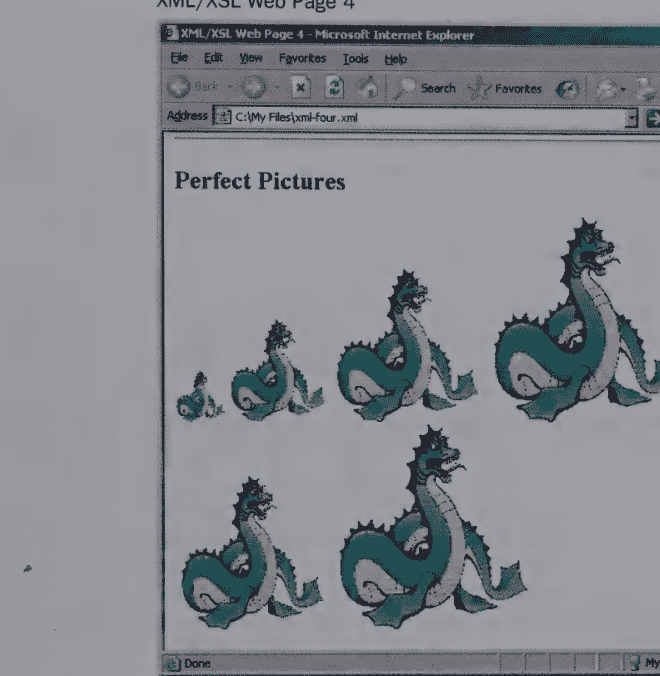 XML/XSL Web Page 4
XML/XSL Web Page 4 - Microsoft Internet Explorer
File Edit View Favorites Tools Help
Back Search Favorites
Address C:\My Files\xml-four.xml
Perfect Pictures
Done My